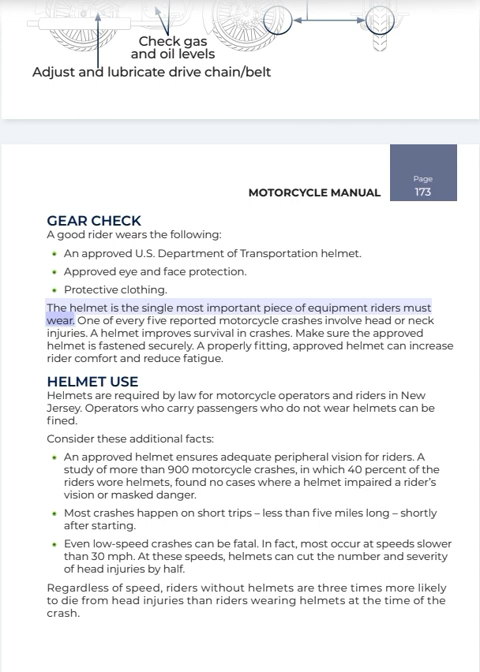 Check gas
and oil levels
Adjust and lubricate drive chain/belt
Page
MOTORCYCLE MANUAL 173
GEAR CHECK
A good rider wears the following:
• An approved U.S. Department of Transportation helmet.
• Approved eye and face protection.
• Protective clothing.
The helmet is the single most important piece of equipment riders must
wear. One of every five reported motorcycle crashes involve head or neck
injuries. A helmet improves survival in crashes. Make sure the approved
helmet is fastened securely. A properly fitting, approved helmet can increase
rider comfort and reduce fatigue.
HELMET USE
Helmets are required by law for motorcycle operators and riders in New
Jersey. Operators who carry passengers who do not wear helmets can be
fined.
Consider these additional facts:
• An approved helmet ensures adequate peripheral vision for riders. A
study of more than 900 motorcycle crashes, in which 40 percent of the
riders wore helmets, found no cases where a helmet impaired a rider’s
vision or masked danger.
• Most crashes happen on short trips – less than five miles long – shortly
after starting.
• Even low-speed crashes can be fatal. In fact, most occur at speeds slower
than 30 mph. At these speeds, helmets can cut the number and severity
of head injuries by half.
Regardless of speed, riders without helmets are three times more likely
to die from head injuries than riders wearing helmets at the time of the
crash.